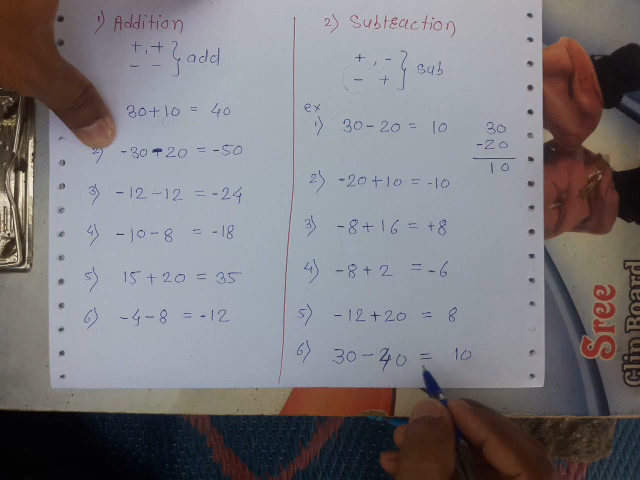 1) Addition
+ , +
- -
} add
30+10 = 40
2) -30-20 = -50
3) -12-12 = -24
4) -10-8 = -18
5) 15+20 = 35
6) -4-8 = -12
2) Subtraction
+ , -
- +
} sub
ex
1) 30-20 = 10
30
-20
10
2) -20+10 = -10
3) -8+16 = +8
4) -8+2 = -6
5) -12+20 = 8
6) 30-40 = 10
Sree
Clip Board